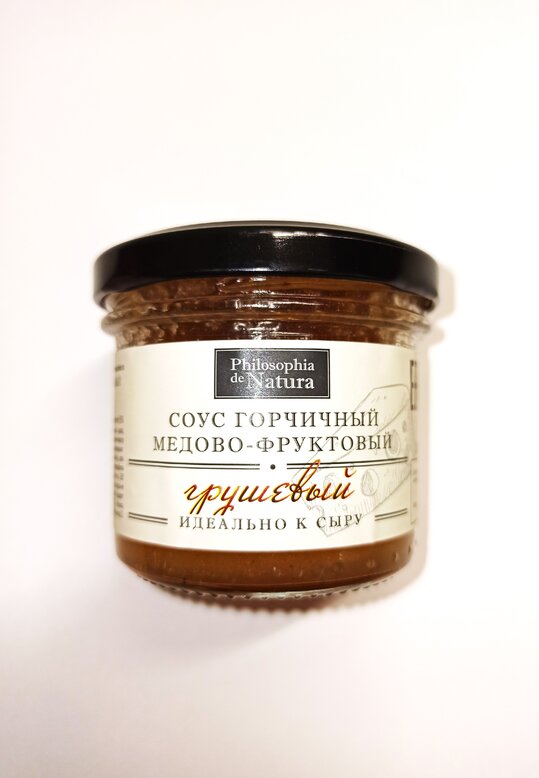 Philosophia
de Natura
СОУС ГОРЧИЧНЫЙ
МЕДОВО-ФРУКТОВЫЙ
грушевый
ИДЕАЛЬНО К СЫРУ